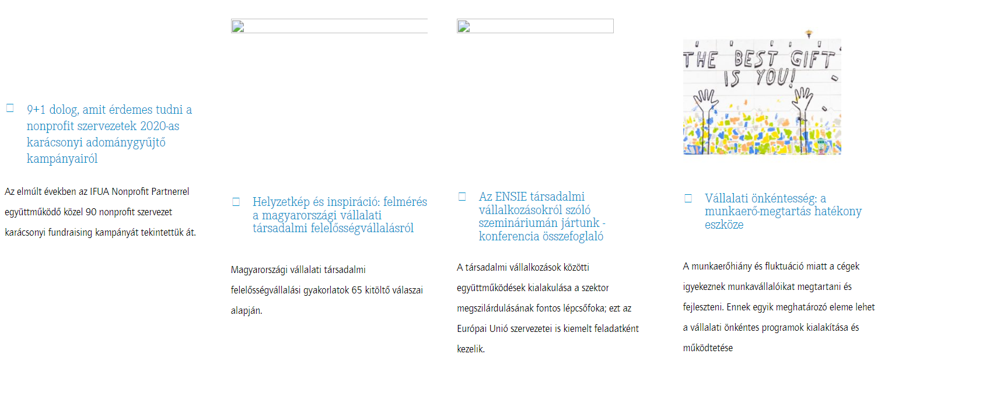 9+1 dolog, amit érdemes tudni a
nonprofit szervezetek 2020-as
karácsonyi adománygyűjtő
kampányairól
Az elmúlt években az IFUA Nonprofit Partnerrel
együttműködő közel 90 nonprofit szervezet
karácsonyi fundraising kampányát tekintettük át.
Helyzetkép és inspiráció: felmérés
a magyarországi vállalati
társadalmi felelősségvállalásról
Magyarországi vállalati társadalmi
felelősségvállalási gyakorlatok 65 kitöltő válaszai
alapján.
Az ENSIE társadalmi
vállalkozásokról szóló
szemináriumán jártunk -
konferencia összefoglaló
A társadalmi vállalkozások közötti
együttműködések kialakulása a szektor
megszilárdulásának fontos lépcsőfoka; ezt az
Európai Unió szervezetei is kiemelt feladatként
kezelik.
THE BEST GIFT
IS YOU!
Vállalati önkéntesség: a
munkaerő-megtartás hatékony
eszköze
A munkaerőhiány és fluktuáció miatt a cégek
igyekeznek munkavállalóikat megtartani és
fejleszteni. Ennek egyik meghatározó eleme lehet
a vállalati önkéntes programok kialakítása és
működtetése